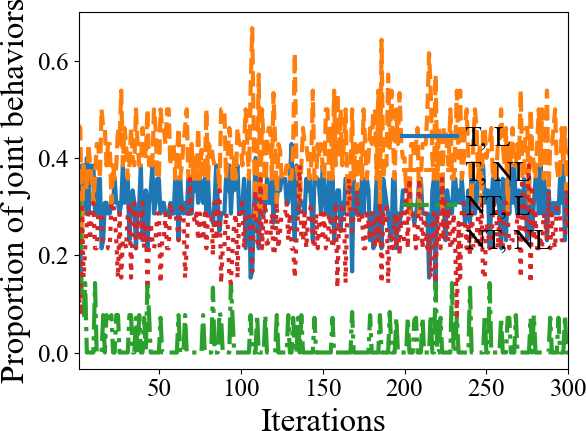 Proportion of joint behaviors
0.6
0.4
0.2
0.0
T, L
T, NL
NT, L
NT, NL
50 100 150 200 250 300
Iterations